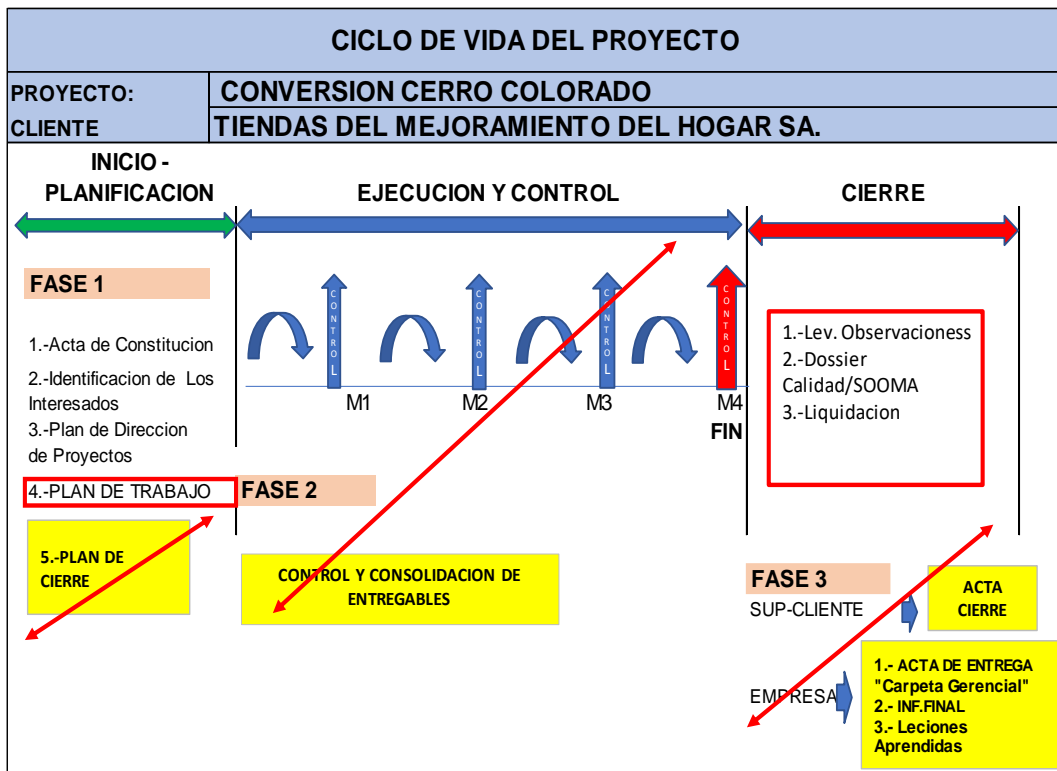 CICLO DE VIDA DEL PROYECTO
PROYECTO: CONVERSION CERRO COLORADO
CLIENTE TIENDAS DEL MEJORAMIENTO DEL HOGAR SA.
INICIO -
PLANIFICACION
EJECUCION Y CONTROL
CIERRE
FASE 1
1.-Acta de Constitucion
2.-Identificacion de Los
Interesados
3.-Plan de Direccion
de Proyectos
4.-PLAN DE TRABAJO
5.-PLAN DE
CIERRE
CONTROL
CONTROL
CONTROL
CONTROL
M1 M2 M3 M4
FIN
FASE 2
CONTROL Y CONSOLIDACION DE
ENTREGABLES
1.-Lev. Observacioness
2.-Dossier
Calidad/SOOMA
3.-Liquidacion
FASE 3
SUP-CLIENTE
ACTA
CIERRE
EMPRESA
1.- ACTA DE ENTREGA
"Carpeta Gerencial"
2.- INF.FINAL
3.- Leciones
Aprendidas